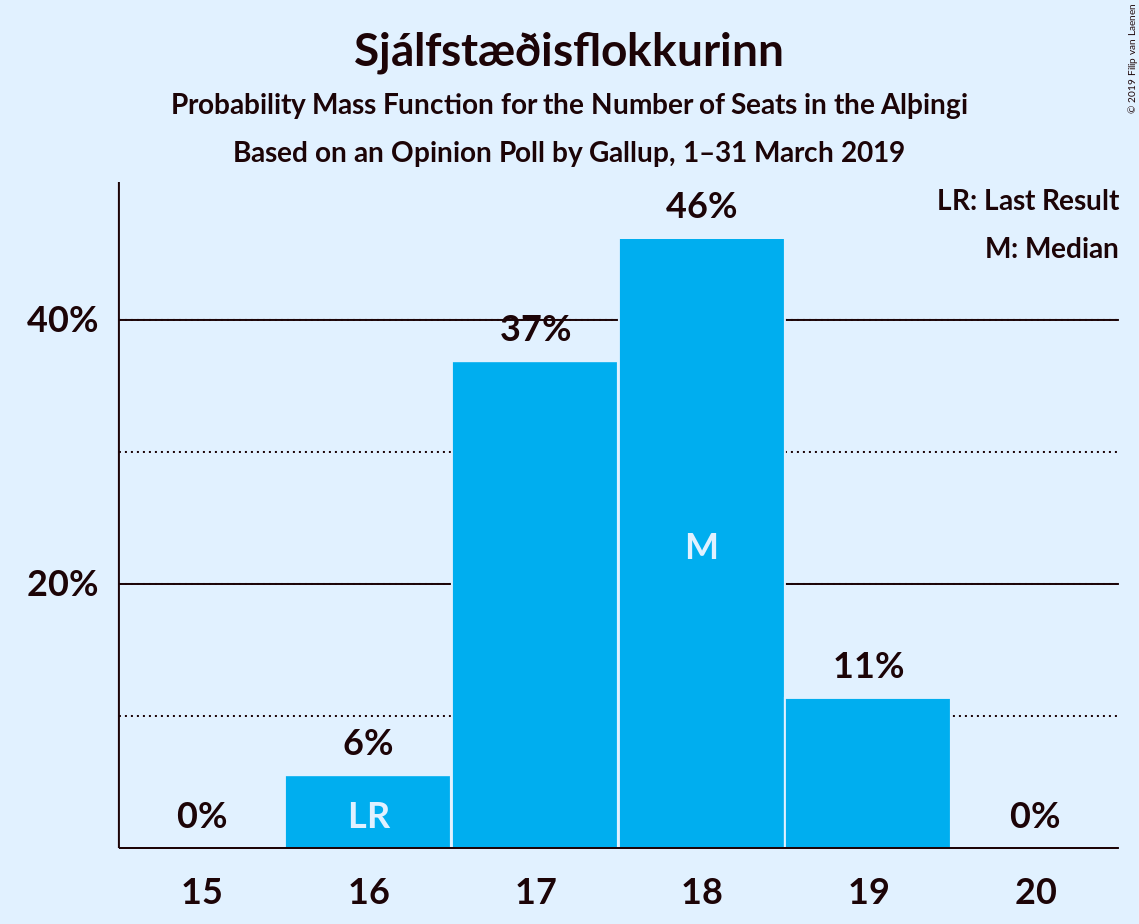 Sjálfstæðisflokkurinn
Probability Mass Function for the Number of Seats in the Alþingi
Based on an Opinion Poll by Gallup, 1–31 March 2019
© 2019 Filip van Laenen
LR: Last Result
M: Median
46%
40%
37%
M
20%
11%
6%
0%
LR
0%
15
16
17
18
19
20